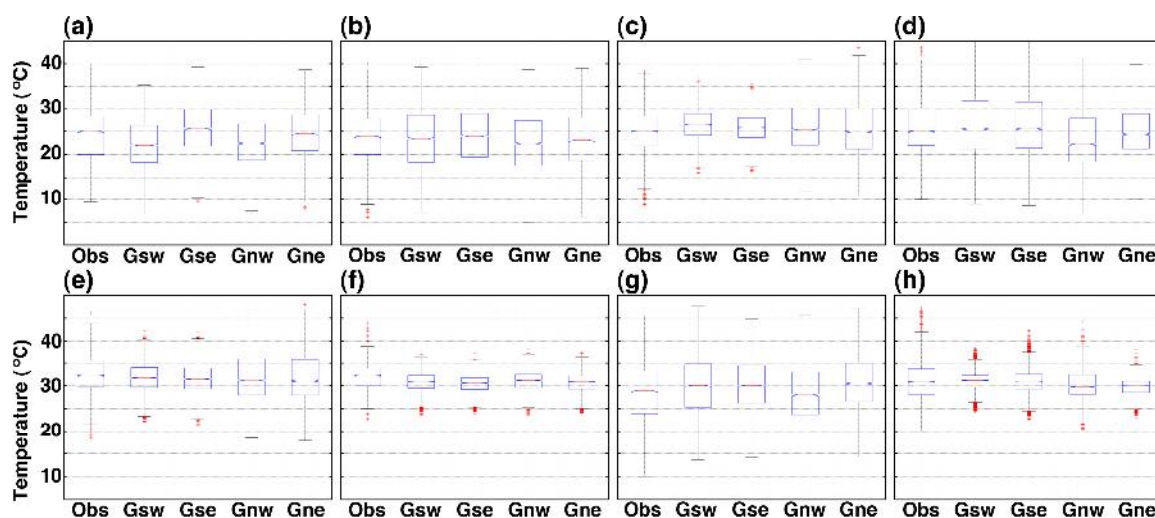 (a) (b) (c) (d)
Temperature (°C)
40
30
20
10
Obs Gsw Gse Gnw Gne Obs Gsw Gse Gnw Gne Obs Gsw Gse Gnw Gne Obs Gsw Gse Gnw Gne
(e) (f) (g) (h)
Temperature (°C)
40
30
20
10
Obs Gsw Gse Gnw Gne Obs Gsw Gse Gnw Gne Obs Gsw Gse Gnw Gne Obs Gsw Gse Gnw Gne